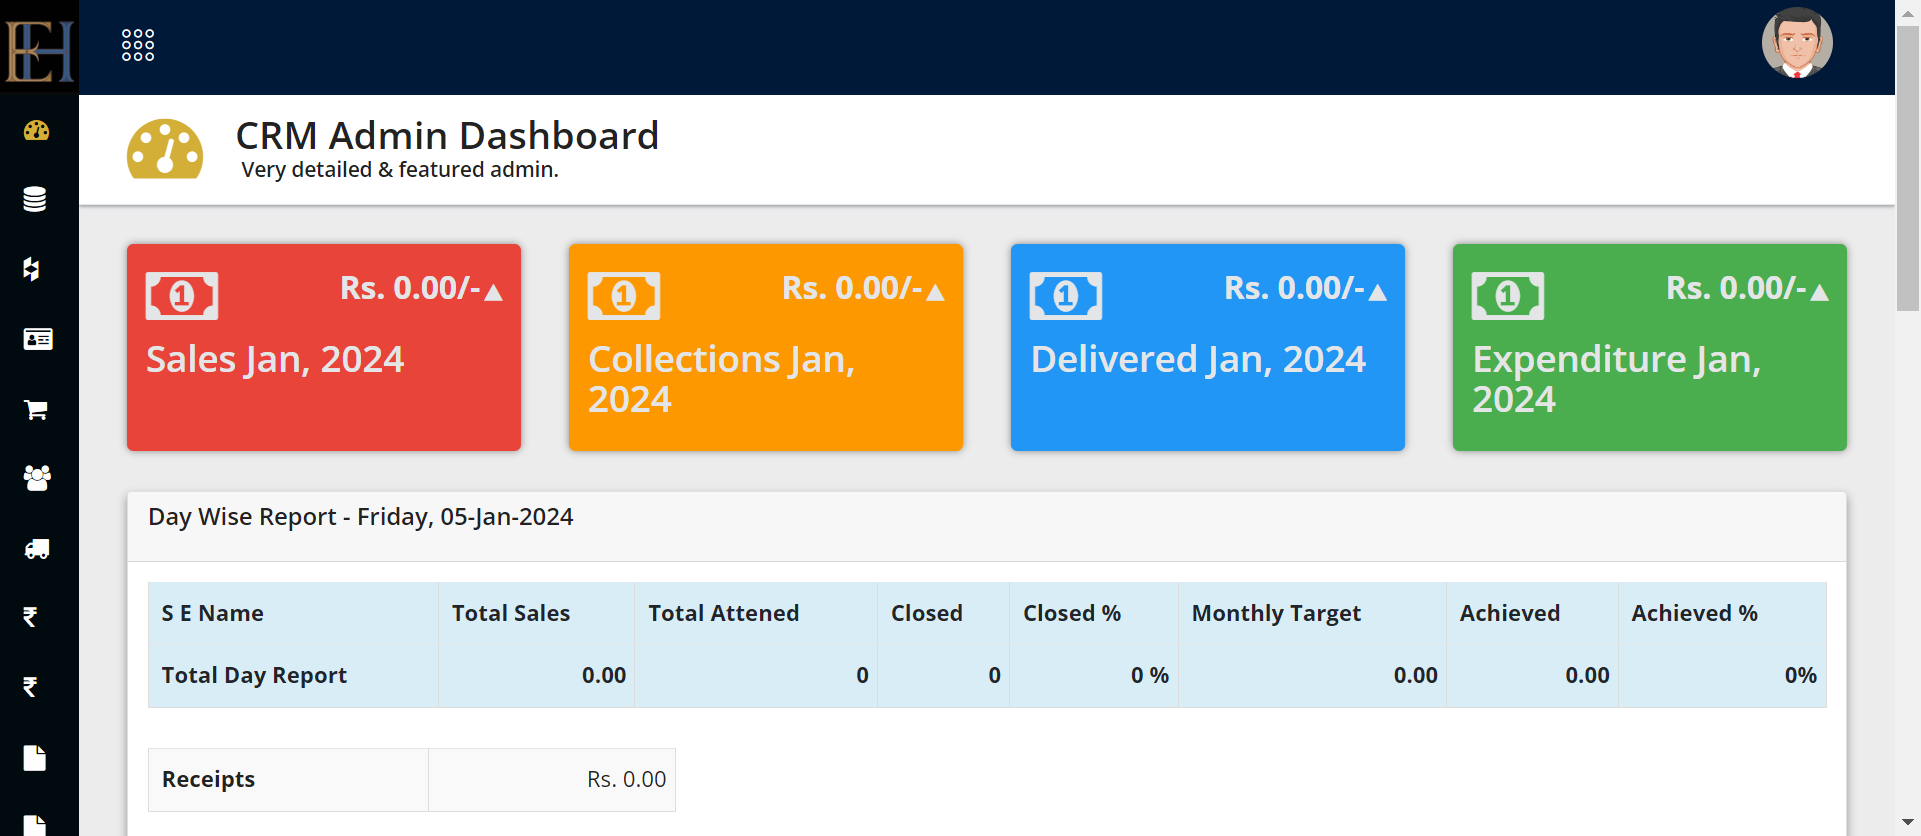 EH
CRM Admin Dashboard
Very detailed & featured admin.
Rs. 0.00/-
Sales Jan, 2024
Rs. 0.00/-
Collections Jan,
2024
Rs. 0.00/-
Delivered Jan, 2024
Rs. 0.00/-
Expenditure Jan,
2024
Day Wise Report - Friday, 05-Jan-2024
S E Name Total Sales Total Attened Closed Closed % Monthly Target Achieved Achieved %
Total Day Report 0.00 0 0 0 % 0.00 0.00 0%
Receipts Rs. 0.00